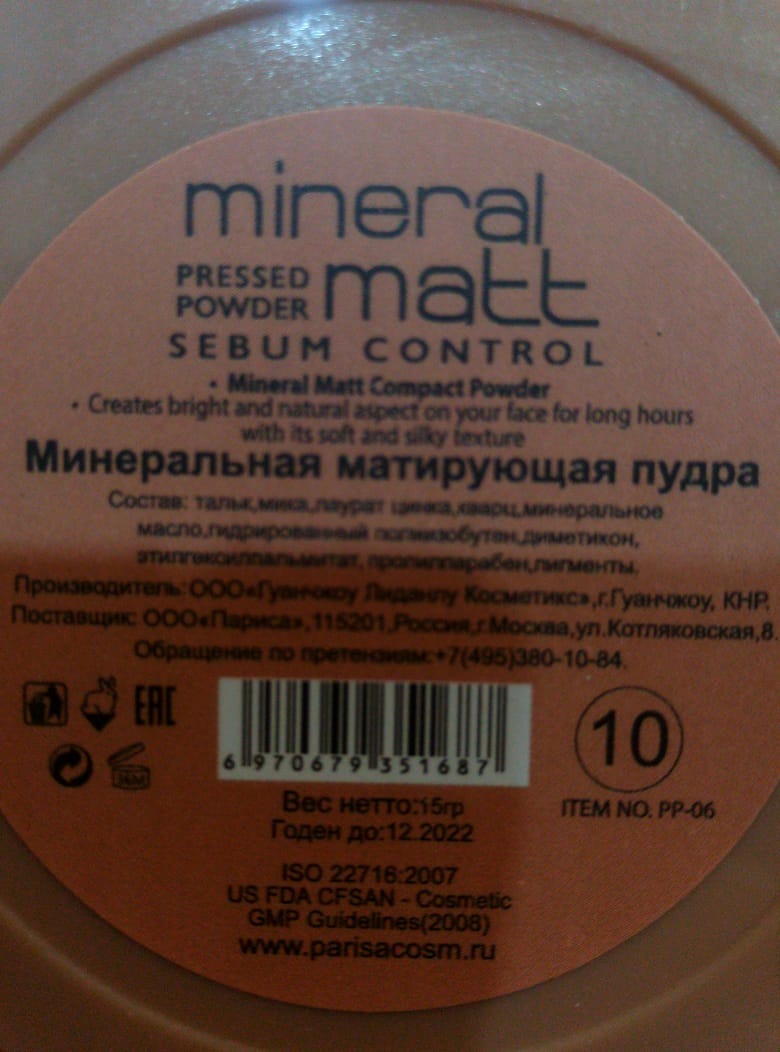 mineral
PRESSED POWDER matt
SEBUM CONTROL
• Mineral Matt Compact Powder
• Creates bright and natural aspect on your face for long hours
with its soft and silky texture
Минеральная матирующая пудра
Состав: тальк,мика,лаурат цинка,кварц,минеральное
масло,гидрированный полиизобутен,диметикон,
этилгексилпальмитат, пропилпарабен,пигменты.
Производитель:ООО«Гуанчжоу Лиданлу Косметикс»,г.Гуанчжоу, КНР.
Поставщик: ООО«Париса»,115201,Россия,г.Москва,ул.Котляковская,8.
Обращение по претензиям:+7(495)380-10-84.
EAC
36M
6 970679 351687
10
ITEM NO. PP-06
Вес нетто:15гр
Годен до:12.2022
ISO 22716:2007
US FDA CFSAN - Cosmetic
GMP Guidelines(2008)
www.parisacosm.ru